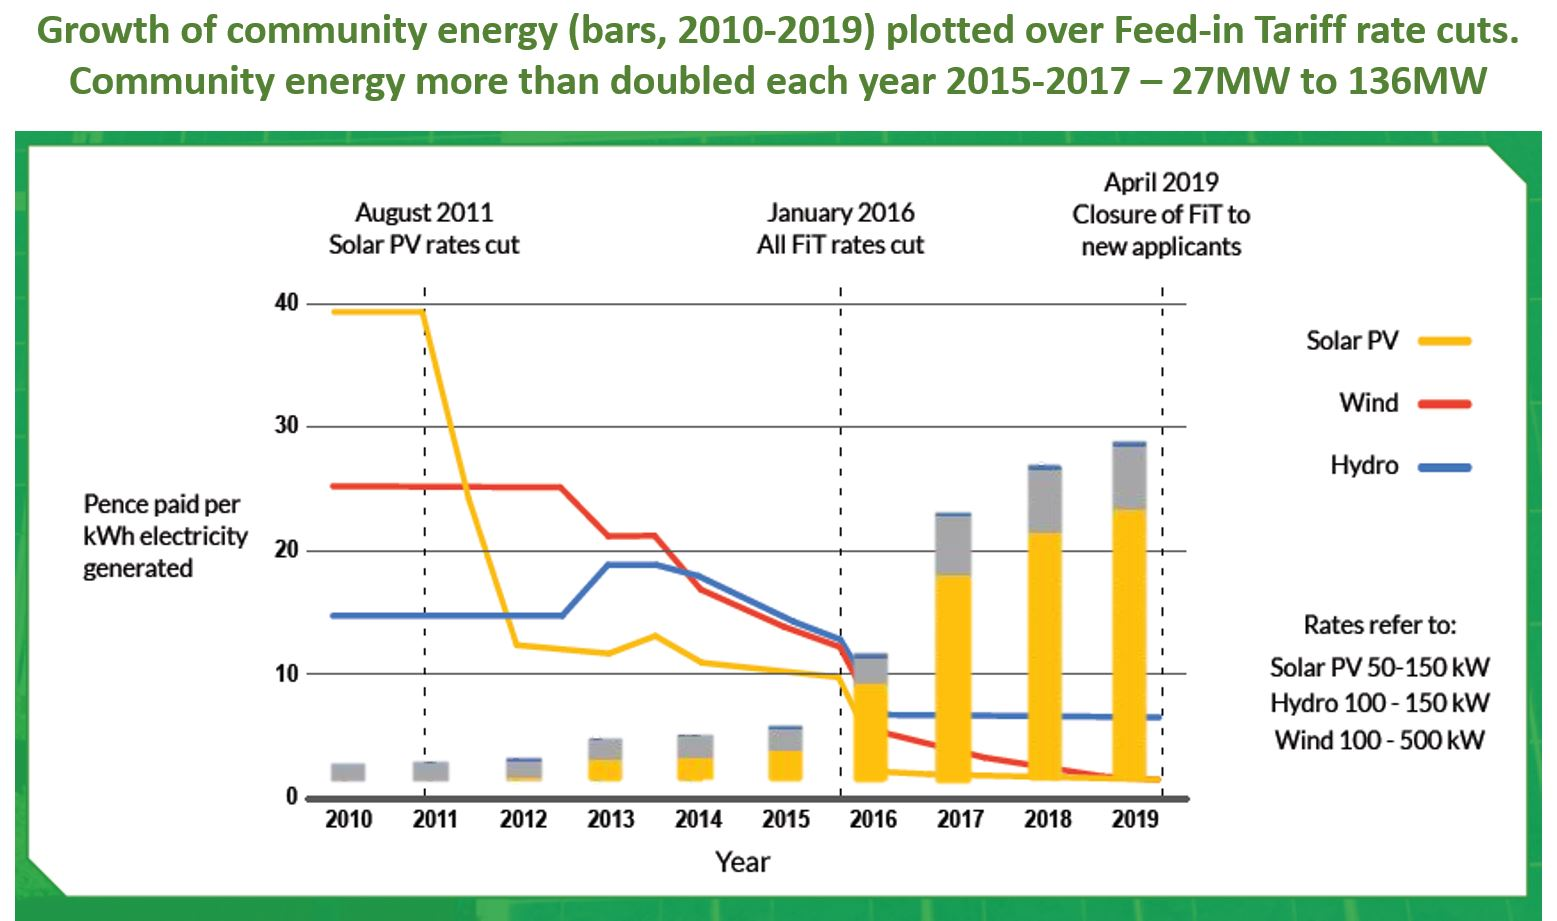 Growth of community energy (bars, 2010-2019) plotted over Feed-in Tariff rate cuts.
Community energy more than doubled each year 2015-2017 – 27MW to 136MW
August 2011
Solar PV rates cut
January 2016
All FiT rates cut
April 2019
Closure of FiT to
new applicants
40
30
20
10
0
Pence paid per
kWh electricity
generated
2010 2011 2012 2013 2014 2015 2016 2017 2018 2019
Year
Solar PV
Wind
Hydro
Rates refer to:
Solar PV 50-150 kW
Hydro 100 - 150 kW
Wind 100 - 500 kW